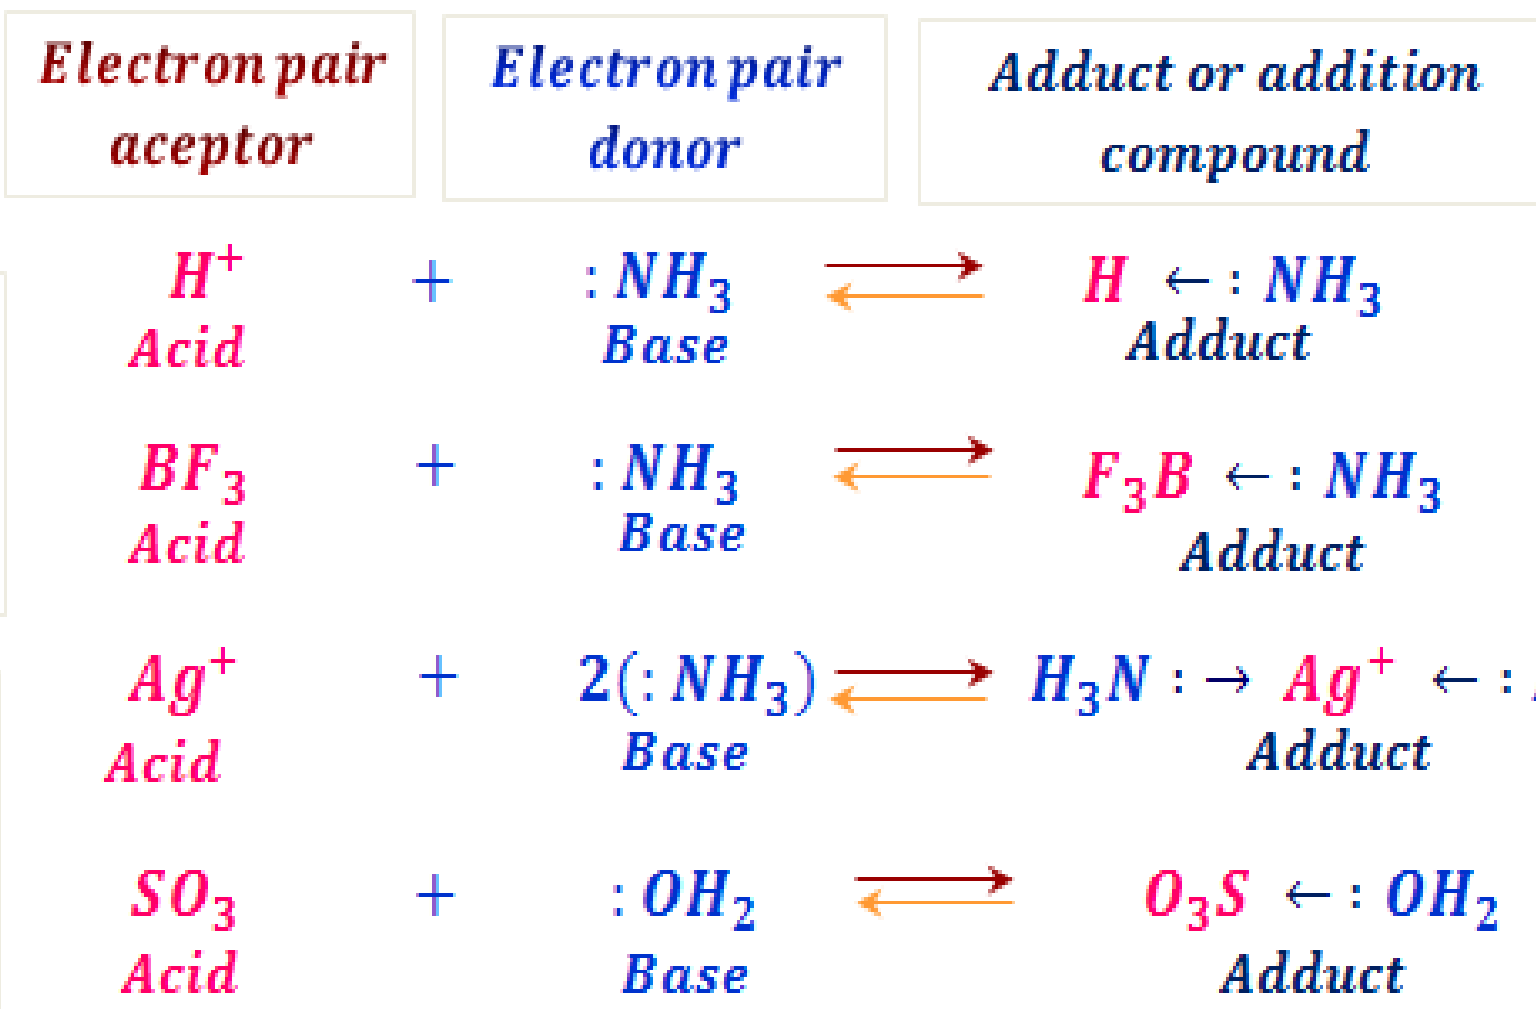 Electron pair
aceptor
Electron pair
donor
Adduct or addition
compound
H⁺ + :NH₃ ⇌ H ← :NH₃
Acid Base Adduct
BF₃ + :NH₃ ⇌ F₃B ← :NH₃
Acid Base Adduct
Ag⁺ + 2(:NH₃) ⇌ H₃N :→ Ag⁺ ← :
Acid Base Adduct
SO₃ + :OH₂ ⇌ O₃S ← :OH₂
Acid Base Adduct